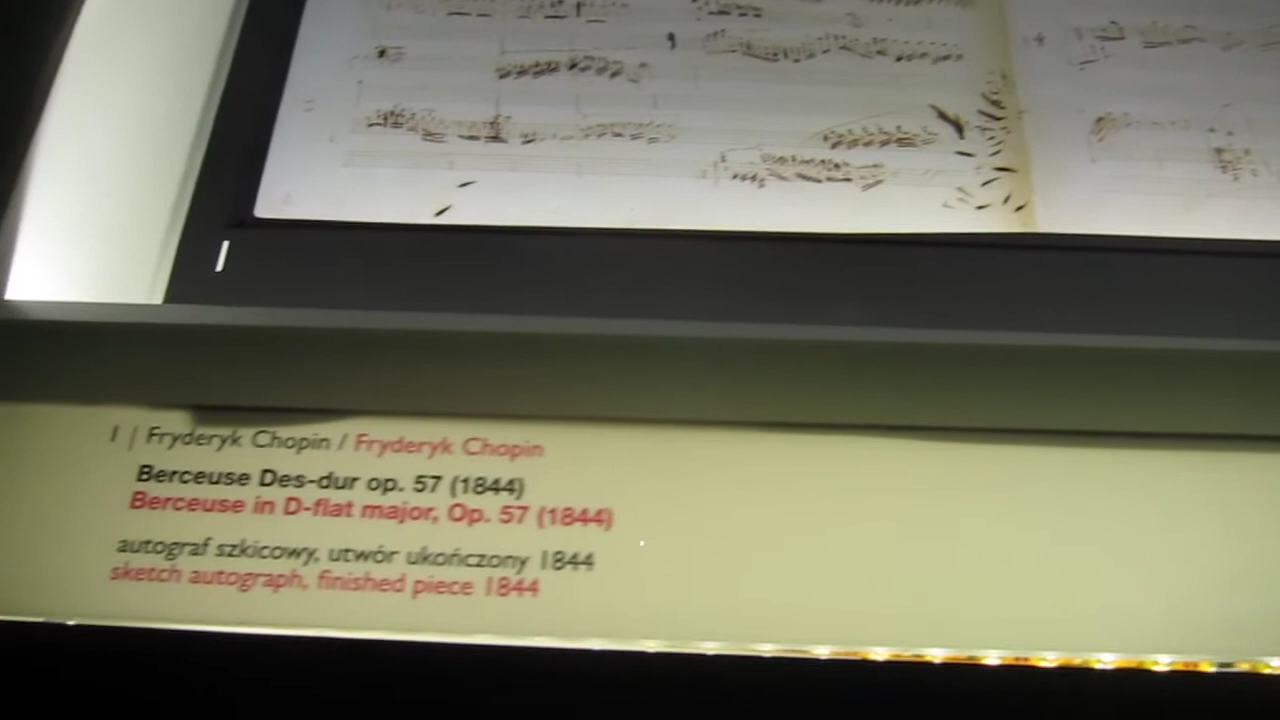 1
1 | Fryderyk Chopin / Fryderyk Chopin
Berceuse Des-dur op. 57 (1844)
Berceuse in D-flat major, Op. 57 (1844)
autograf szkicowy, utwór ukończony 1844
sketch autograph, finished piece 1844